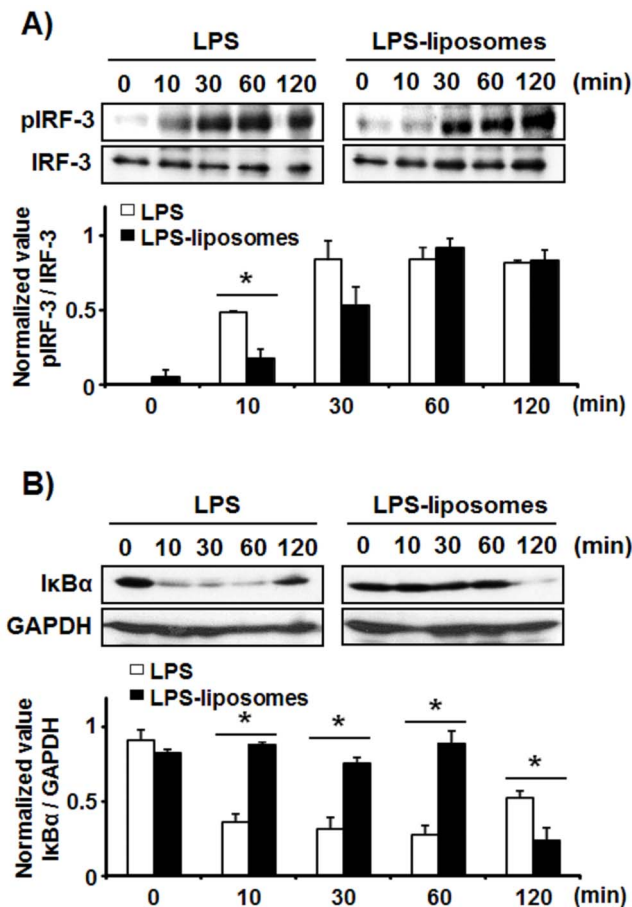 A)
LPS LPS-liposomes
0 10 30 60 120 0 10 30 60 120 (min)
pIRF-3
IRF-3
LPS
LPS-liposomes
Normalized value
pIRF-3 / IRF-3
1
0.5
0
*
0 10 30 60 120 (min)
B)
LPS LPS-liposomes
0 10 30 60 120 0 10 30 60 120 (min)
IκBα
GAPDH
LPS
LPS-liposomes
Normalized value
IκBα / GAPDH
1
0.5
0
* * * *
0 10 30 60 120 (min)